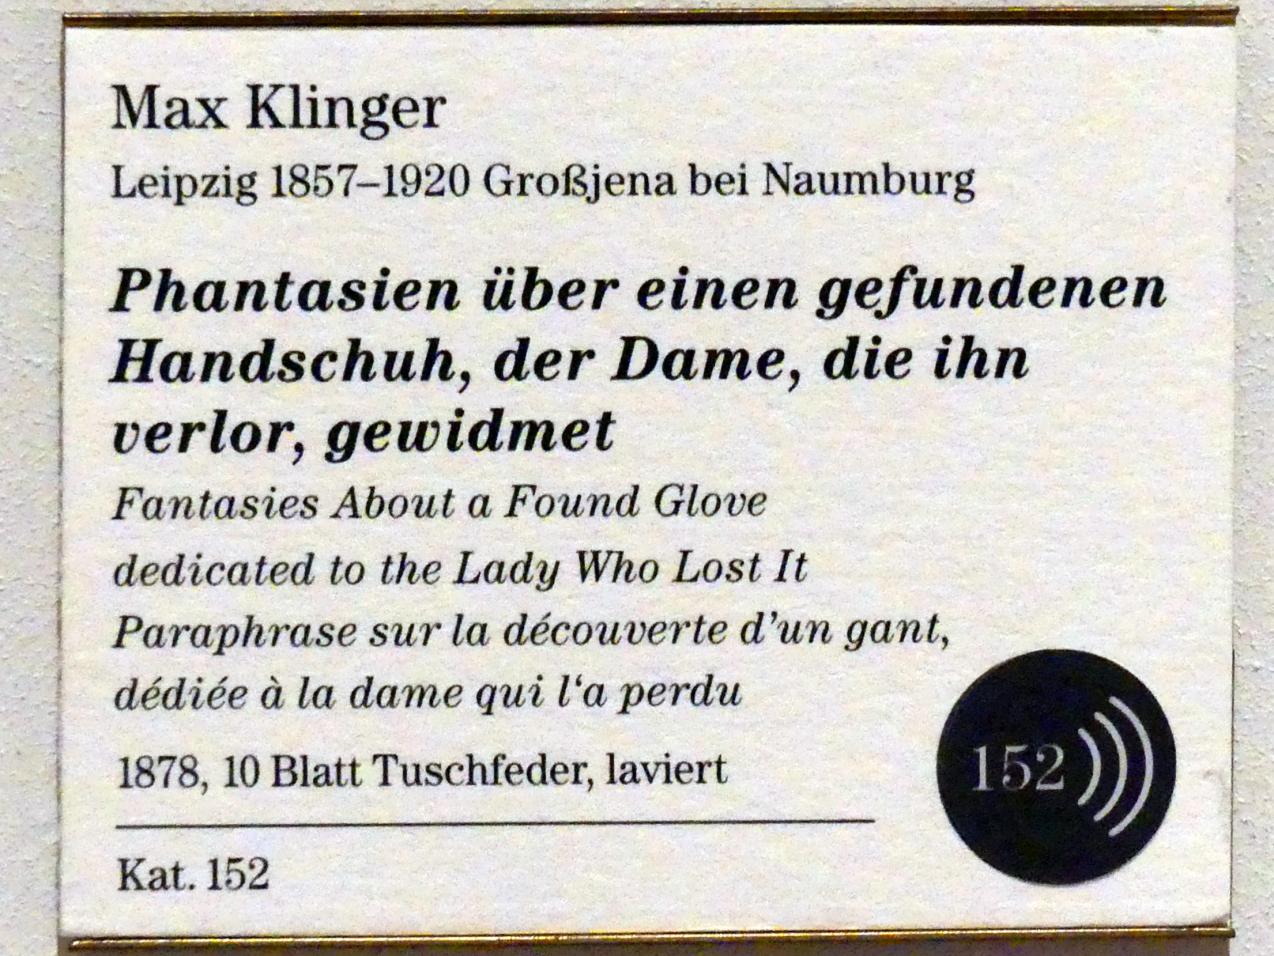 Max Klinger
Leipzig 1857–1920 Großjena bei Naumburg
Phantasien über einen gefundenen
Handschuh, der Dame, die ihn
verlor, gewidmet
Fantasies About a Found Glove
dedicated to the Lady Who Lost It
Paraphrase sur la découverte d’un gant,
dédiée à la dame qui l‘a perdu
1878, 10 Blatt Tuschfeder, laviert
152
Kat. 152